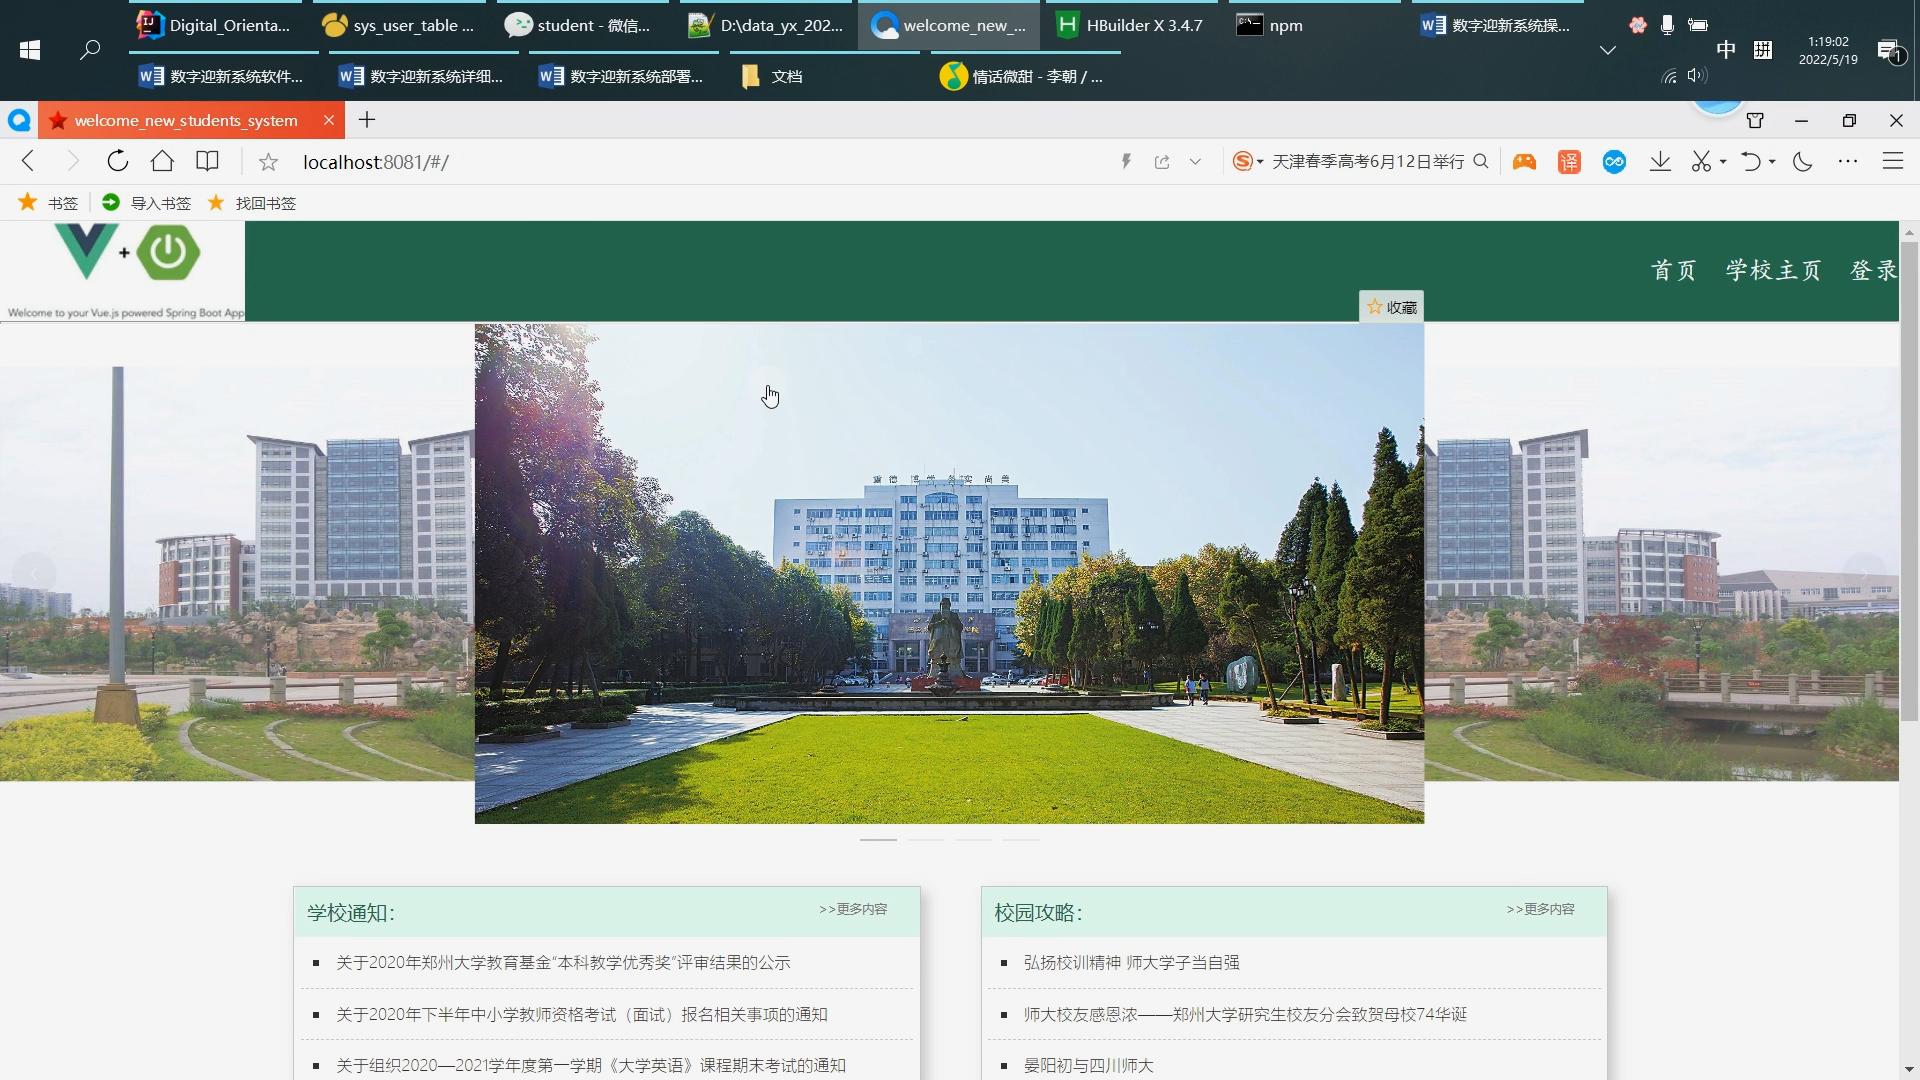 Digital_Orienta...
sys_user_table ...
student - 微信...
D:\data_yx_202...
welcome_new_...
HBuilder X 3.4.7
npm
数字迎新系统操...
数字迎新系统软件...
数字迎新系统详细...
数字迎新系统部署...
文档
情话微甜 - 李朝 / ...
中
拼
1:19:02
2022/5/19
1
welcome_new_students_system
localhost:8081/#/
天津春季高考6月12日举行
译
书签
导入书签
找回书签
+
Welcome to your Vue.js powered Spring Boot App
首页
学校主页
登录
收藏
学校通知：
>>更多内容
关于2020年郑州大学教育基金“本科教学优秀奖”评审结果的公示
关于2020年下半年中小学教师资格考试（面试）报名相关事项的通知
关于组织2020—2021学年度第一学期《大学英语》课程期末考试的通知
校园攻略：
>>更多内容
弘扬校训精神 师大学子当自强
师大校友感恩浓——郑州大学研究生校友分会致贺母校74华诞
晏阳初与四川师大